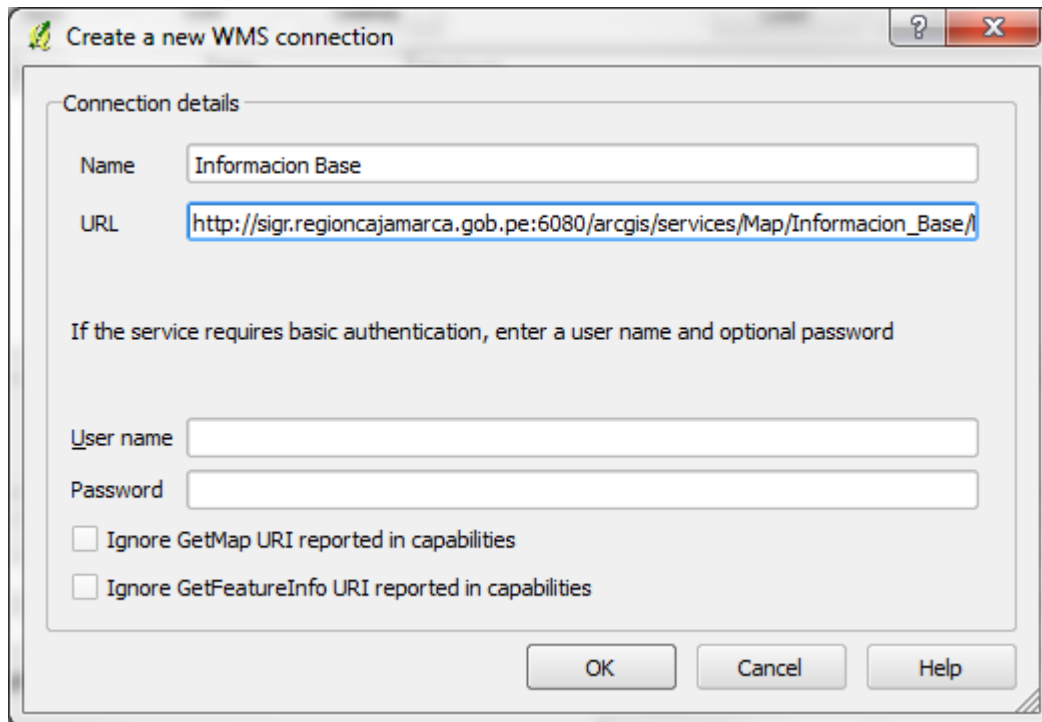 Create a new WMS connection
Connection details
Name Informacion Base
URL http://sigr.regioncajamarca.gob.pe:6080/arcgis/services/Map/Informacion_Base/
If the service requires basic authentication, enter a user name and optional password
User name
Password
Ignore GetMap URI reported in capabilities
Ignore GetFeatureInfo URI reported in capabilities
OK Cancel Help